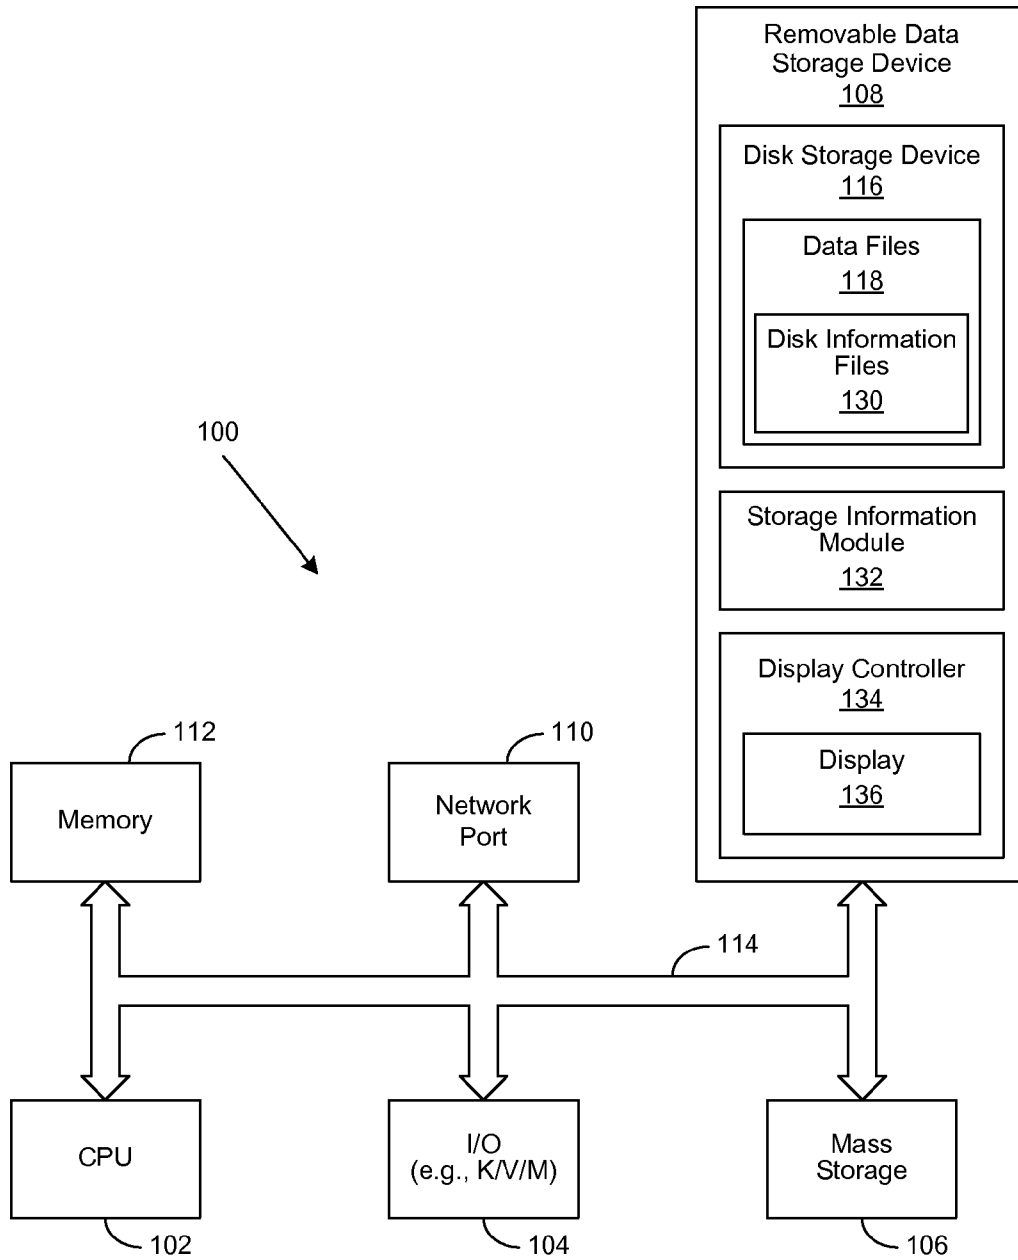 Removable Data
Storage Device
108
Disk Storage Device
116
Data Files
118
Disk Information
Files
130
100
Storage Information
Module
132
Display Controller
134
Display
136
112
110
Memory
Network
Port
114
CPU
I/O
(e.g., K/V/M)
Mass
Storage
102
104
106